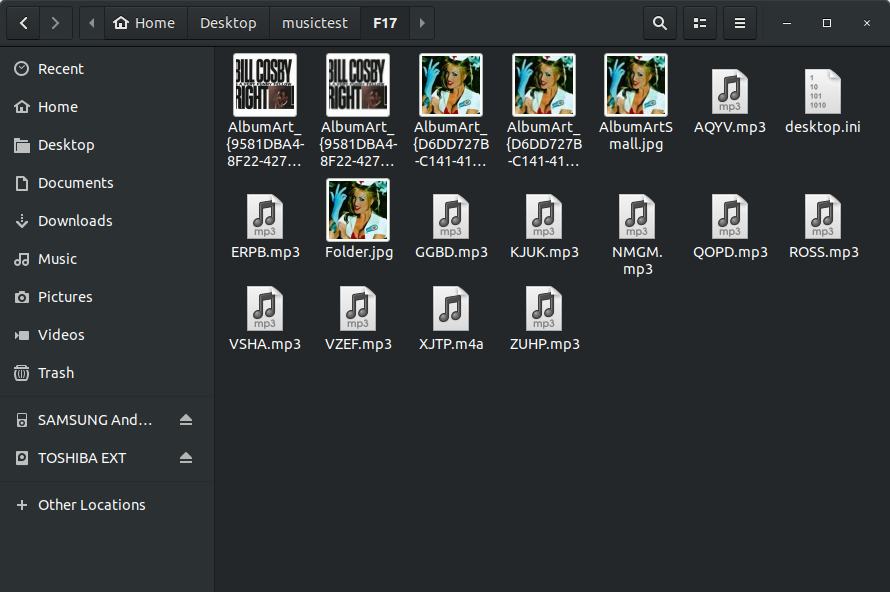 Home
Desktop
musictest
F17
Recent
Home
Desktop
Documents
Downloads
Music
Pictures
Videos
Trash
SAMSUNG And…
TOSHIBA EXT
Other Locations
BILL COSBY
RIGHT
AlbumArt_
{9581DBA4-
8F22-427…
BILL COSBY
RIGHT
AlbumArt_
{9581DBA4-
8F22-427…
AlbumArt_
{D6DD727B
-C141-41…
AlbumArt_
{D6DD727B
-C141-41…
AlbumArtS
mall.jpg
mp3
AQYV.mp3
1
10
101
1010
desktop.ini
mp3
ERPB.mp3
Folder.jpg
mp3
GGBD.mp3
mp3
KJUK.mp3
mp3
NMGM.
mp3
mp3
QOPD.mp3
mp3
ROSS.mp3
mp3
VSHA.mp3
mp3
VZEF.mp3
XJTP.m4a
mp3
ZUHP.mp3